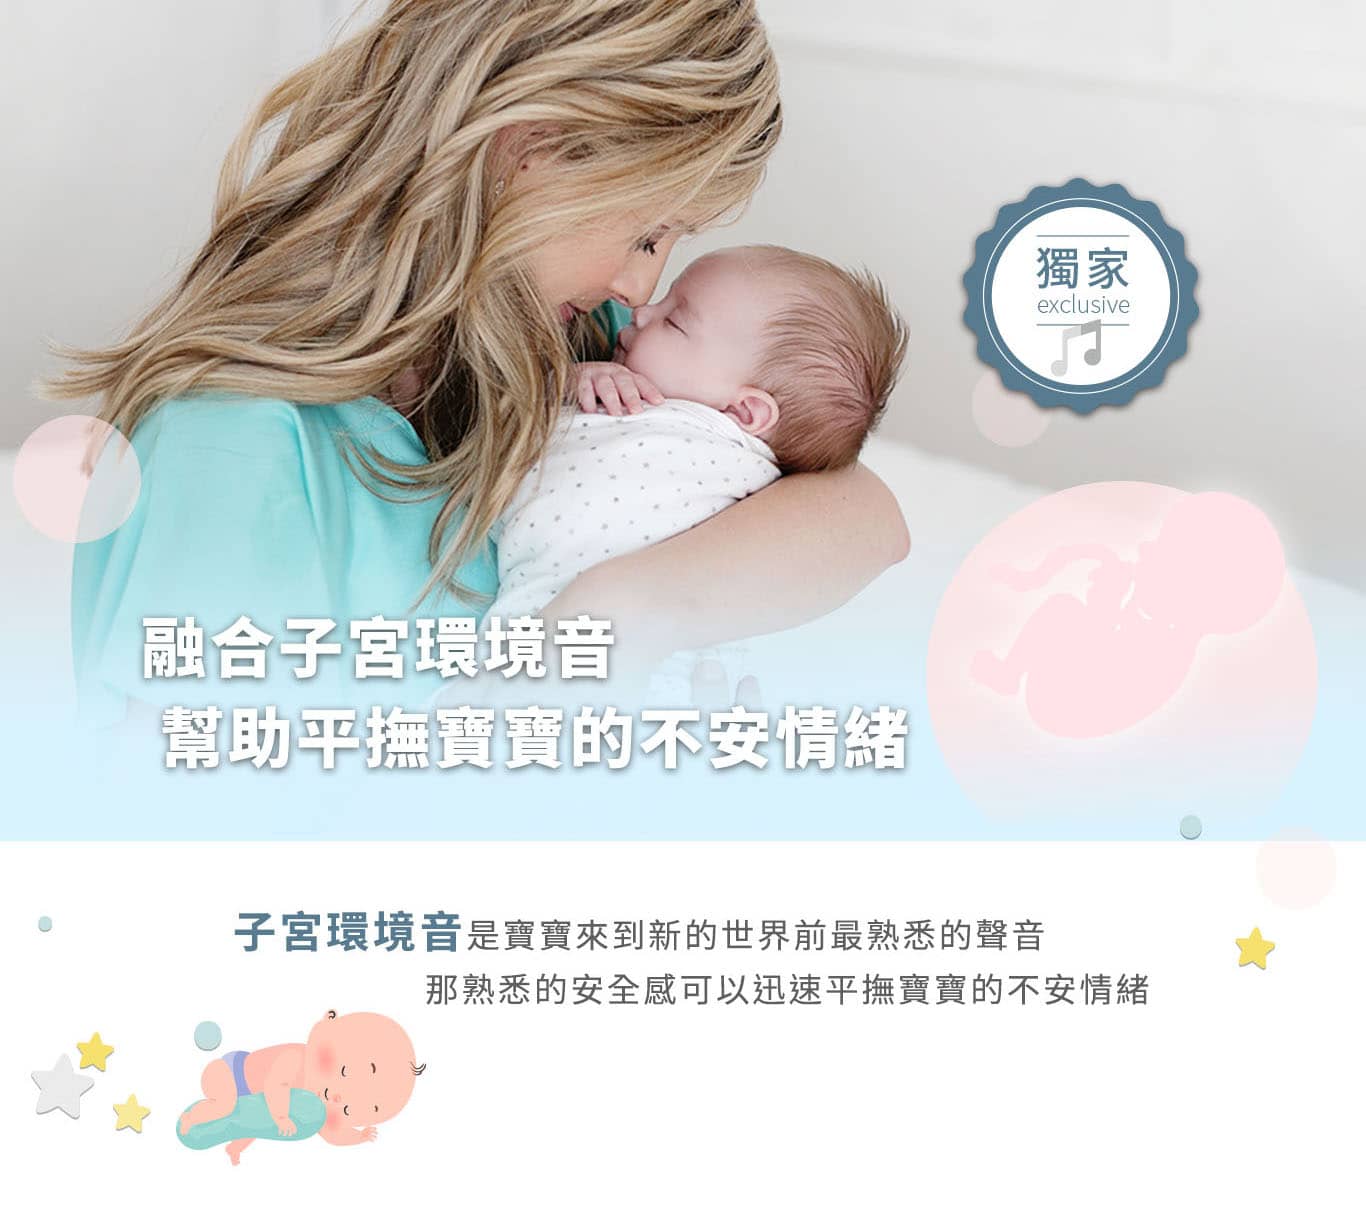 獨家
exclusive
融合子宮環境音
幫助平撫寶寶的不安情緒
子宮環境音是寶寶來到新的世界前最熟悉的聲音
那熟悉的安全感可以迅速平撫寶寶的不安情緒